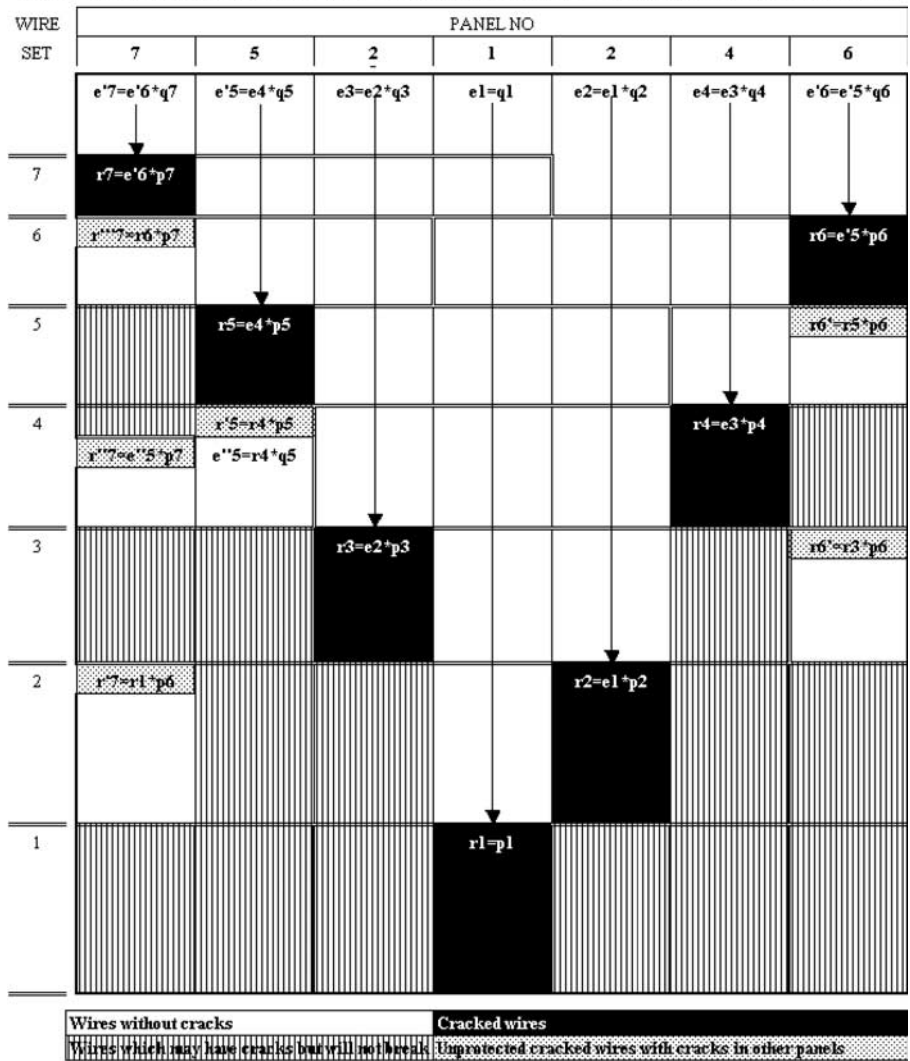 WIRE PANEL NO
SET 7 5 2 1 2 4 6
e'7=e'6*q7 e'5=e4*q5 e3=e2*q3 e1=q1 e2=e1*q2 e4=e3*q4 e'6=e'5*q6
7 r7=e'6*p7
6 r'''7=r6*p7 r6=e'5*p6
5 r5=e4*p5 r6'=r5*p6
4 r'5=r4*p5 r4=e3*p4
r''7=e''5*p7 e''5=r4*q5
3 r3=e2*p3 r6'=r3*p6
2 r'7=r1*p6 r2=e1*p2
1 r1=p1
Wires without cracks Cracked wires
Wires which may have cracks but will not break Unprotected cracked wires with cracks in other panels